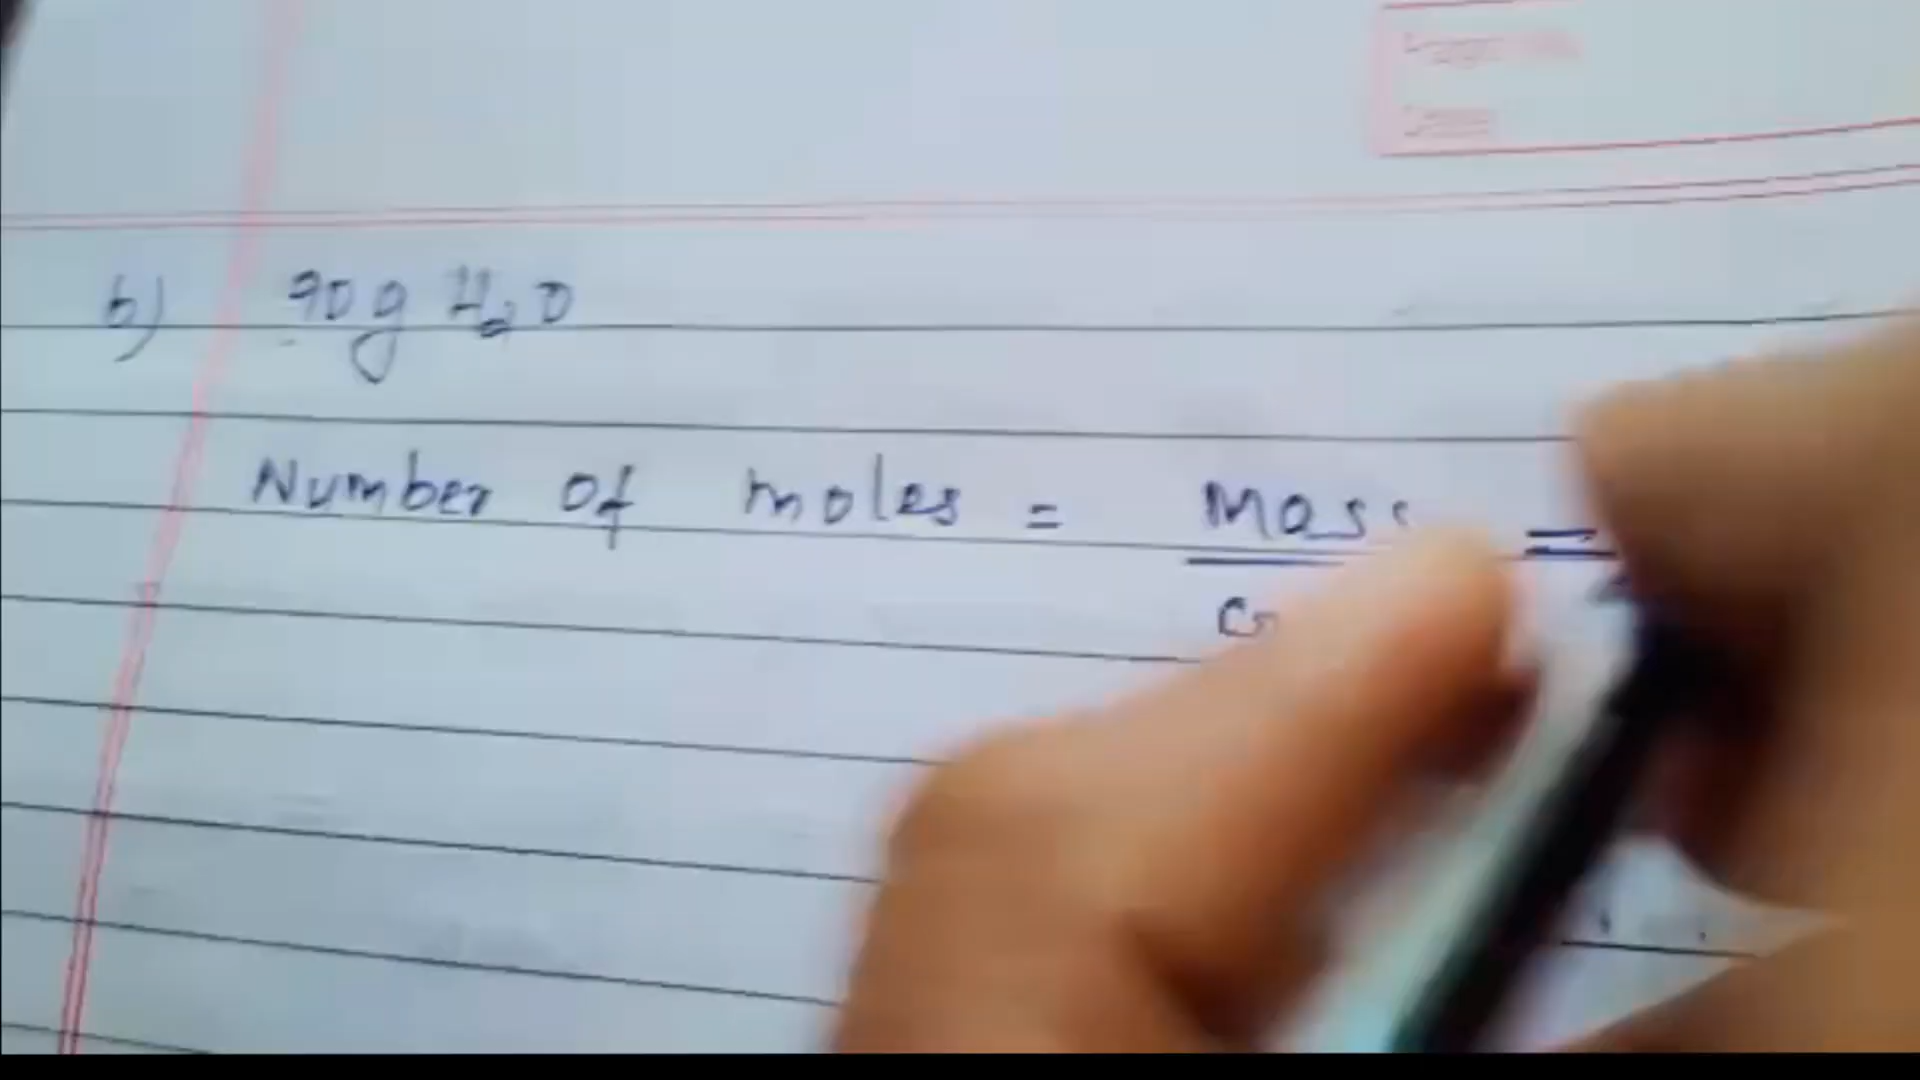 b) 90g H₂O
Number of moles = Mass =